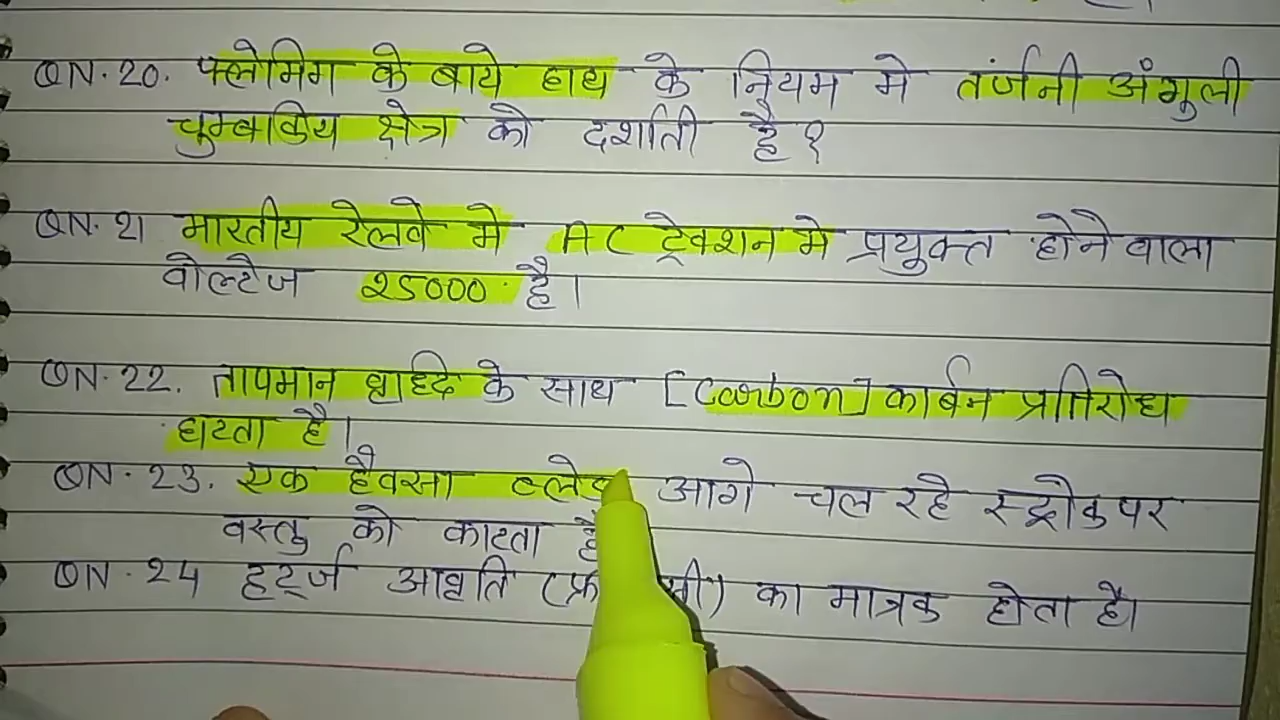 QN.20. फ्लेमिंग के बाये हाथ के नियम मे तर्जनी अंगुली
चुम्बकिय क्षेत्र को दर्शाती है?
QN.21 भारतीय रेलवे मे AC ट्रेक्शन मे प्रयुक्त होने वाला
वोल्टेज 25000 है।
QN.22. तापमान वृद्धि के साथ [Carbon] कार्बन प्रतिरोध
घटता है।
QN.23. एक हैक्सा ब्लेड आगे चल रहे स्ट्रोक पर
वस्तु को काटता है
QN.24 हर्ट्ज आवृति का मात्रक होता है।